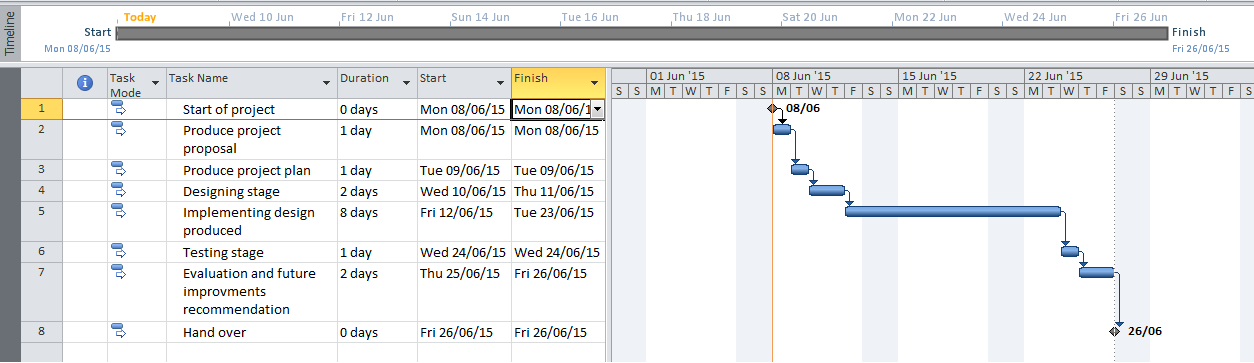 Timeline
Today
Wed 10 Jun
Fri 12 Jun
Sun 14 Jun
Tue 16 Jun
Thu 18 Jun
Sat 20 Jun
Mon 22 Jun
Wed 24 Jun
Fri 26 Jun
Start
Mon 08/06/15
Finish
Fri 26/06/15
Task Mode Task Name Duration Start Finish
01 Jun '15 08 Jun '15 15 Jun '15 22 Jun '15 29 Jun '15
S S M T W T F S S M T W T F S S M T W T F S S M T W T F S S M T W T F
1 Start of project 0 days Mon 08/06/15 Mon 08/06/1 08/06
2 Produce project 1 day Mon 08/06/15 Mon 08/06/15
proposal
3 Produce project plan 1 day Tue 09/06/15 Tue 09/06/15
4 Designing stage 2 days Wed 10/06/15 Thu 11/06/15
5 Implementing design 8 days Fri 12/06/15 Tue 23/06/15
produced
6 Testing stage 1 day Wed 24/06/15 Wed 24/06/15
7 Evaluation and future 2 days Thu 25/06/15 Fri 26/06/15
improvments
recommendation
8 Hand over 0 days Fri 26/06/15 Fri 26/06/15 26/06